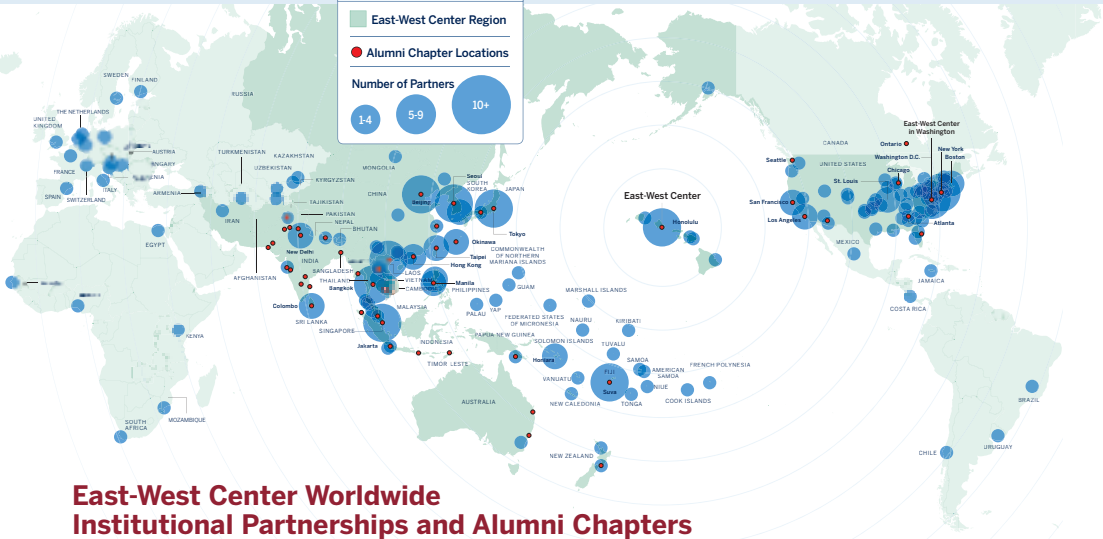 East-West Center Region
Alumni Chapter Locations
Number of Partners
1-4
5-9
10+
SWEDEN
FINLAND
RUSSIA
THE NETHERLANDS
UNITED
KINGDOM
AUSTRIA
FRANCE
SPAIN
SWITZERLAND
ITALY
ARMENIA
TURKMENISTAN
UZBEKISTAN
KAZAKHSTAN
KYRGYZSTAN
TAJIKISTAN
MONGOLIA
CHINA
Beijing
Seoul
SOUTH
KOREA
JAPAN
Tokyo
IRAN
PAKISTAN
NEPAL
BHUTAN
New Delhi
INDIA
AFGHANISTAN
BANGLADESH
EGYPT
Okinawa
Taipei
Hong Kong
LAOS
THAILAND
Bangkok
Manila
PHILIPPINES
COMMONWEALTH
OF NORTHERN
MARIANA ISLANDS
GUAM
Colombo
SRI LANKA
MALAYSIA
SINGAPORE
PALAU
YAP
FEDERATED STATES
OF MICRONESIA
MARSHALL ISLANDS
NAURU
KIRIBATI
Jakarta
INDONESIA
TIMOR LESTE
PAPUA NEW GUINEA
SOLOMON ISLANDS
Honiara
TUVALU
SAMOA
AMERICAN
SAMOA
FRENCH POLYNESIA
VANUATU
FIJI
Suva
NIUE
NEW CALEDONIA
TONGA
COOK ISLANDS
AUSTRALIA
NEW ZEALAND
KENYA
SOUTH
AFRICA
MOZAMBIQUE
East-West Center
Honolulu
CANADA
East-West Center
in Washington
Ontario
Washington D.C.
New York
Boston
Seattle
UNITED STATES
Chicago
St. Louis
San Francisco
Los Angeles
Atlanta
MEXICO
JAMAICA
COSTA RICA
BRAZIL
URUGUAY
CHILE
East-West Center Worldwide
Institutional Partnerships and Alumni Chapters